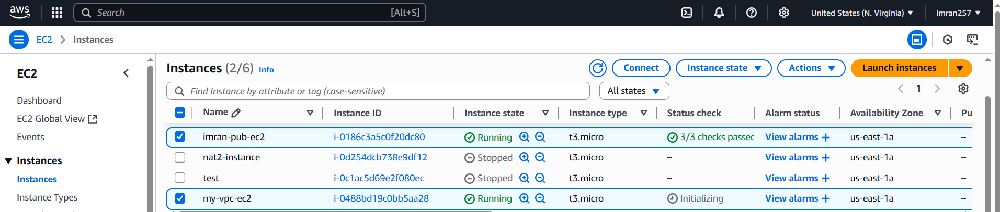 aws
Search [Alt+S]
United States (N. Virginia)
imran257
EC2 > Instances
EC2
Dashboard
EC2 Global View
Events
Instances
Instances
Instance Types
Instances (2/6) Info
Connect
Instance state
Actions
Launch instances
Find Instance by attribute or tag (case-sensitive)
All states
1
Name Instance ID Instance state Instance type Status check Alarm status Availability Zone Pu
imran-pub-ec2 i-0186c3a5c0f20dc80 Running t3.micro 3/3 checks passed View alarms + us-east-1a –
nat2-instance i-0d254dcb738e9df12 Stopped t3.micro – View alarms + us-east-1a –
test i-0c1ac5d69e2f080ec Stopped t3.micro – View alarms + us-east-1a –
my-vpc-ec2 i-0488bd19c0bb5aa28 Running t3.micro Initializing View alarms + us-east-1a –